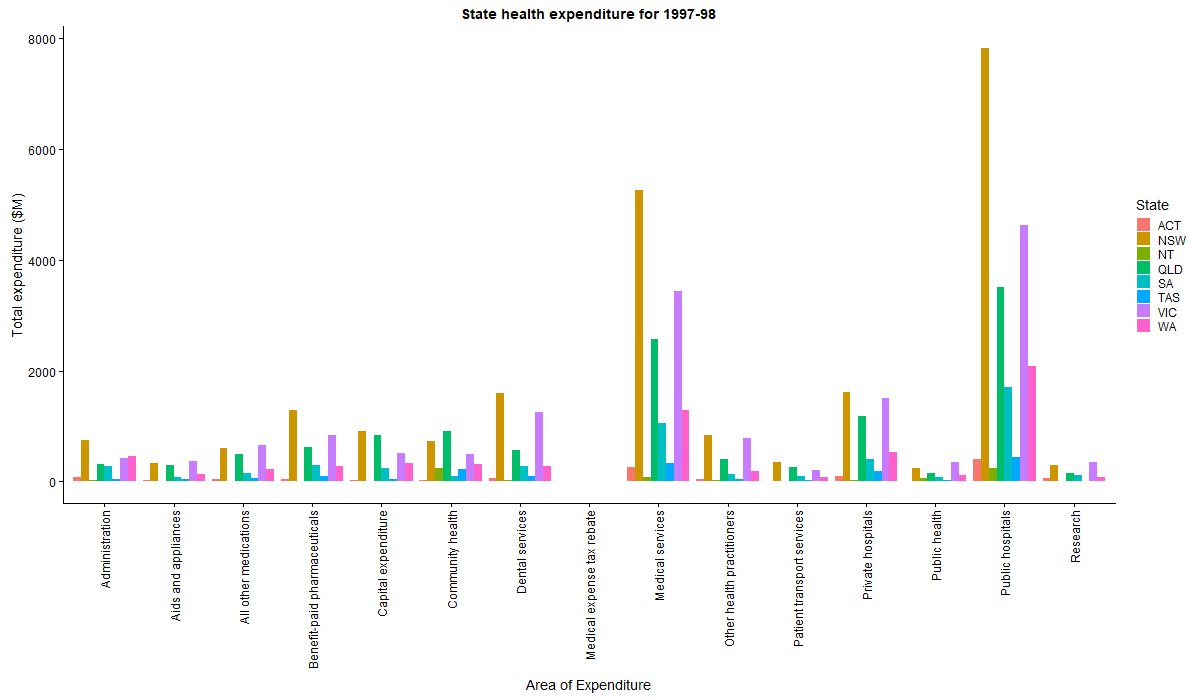 State health expenditure for 1997-98
Total expenditure ($M)
8000
6000
4000
2000
0
Administration
Aids and appliances
All other medications
Benefit-paid pharmaceuticals
Capital expenditure
Community health
Dental services
Medical expense tax rebate
Medical services
Other health practitioners
Patient transport services
Private hospitals
Public health
Public hospitals
Research
Area of Expenditure
State
ACT
NSW
NT
QLD
SA
TAS
VIC
WA